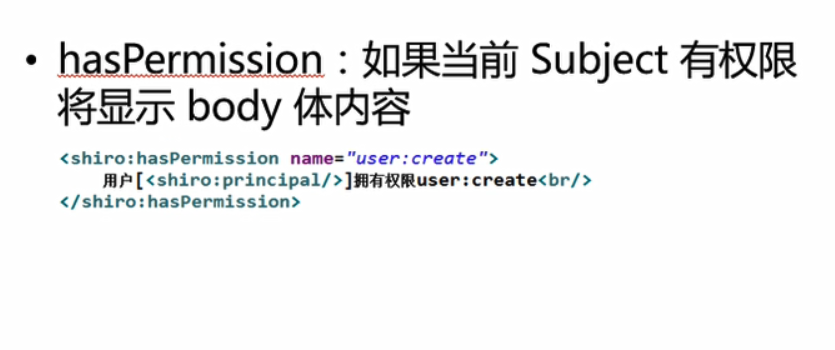 • hasPermission：如果当前 Subject 有权限
将显示 body 体内容
<shiro:hasPermission name="user:create">
用户[<shiro:principal/>]拥有权限user:create<br/>
</shiro:hasPermission>